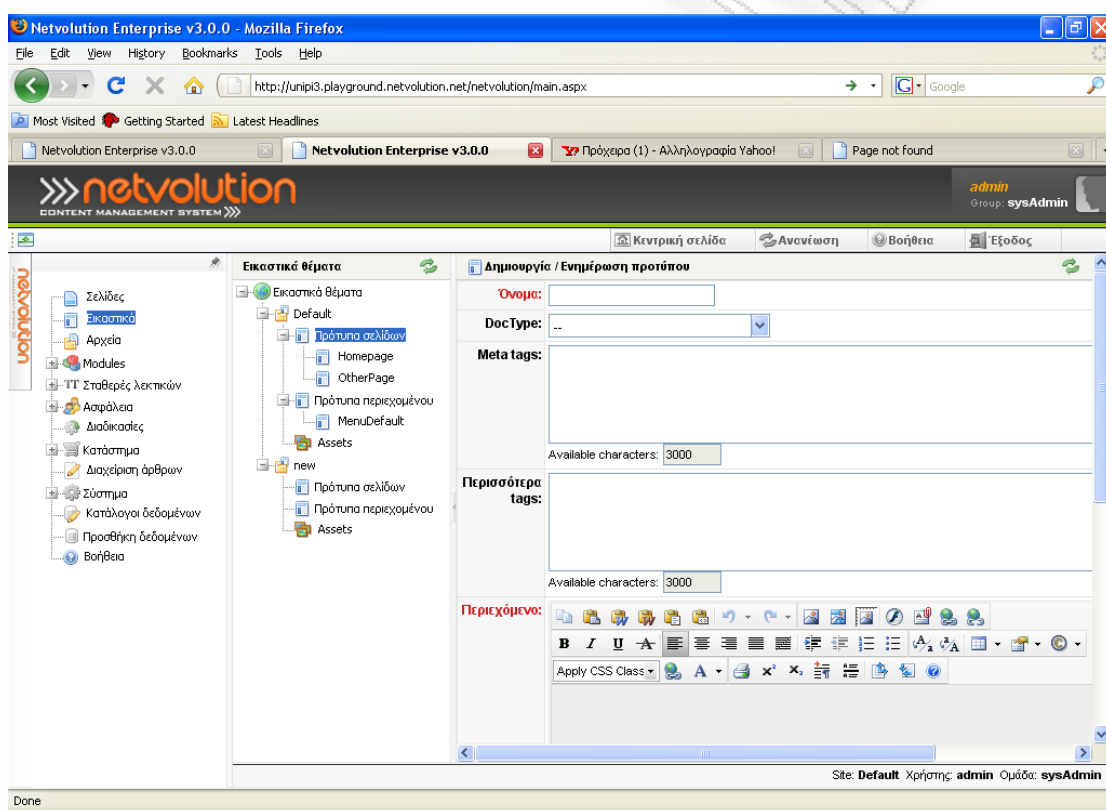 Netvolution Enterprise v3.0.0 - Mozilla Firefox
File Edit View History Bookmarks Tools Help
http://unipi3.playground.netvolution.net/netvolution/main.aspx
Google
Most Visited Getting Started Latest Headlines
Netvolution Enterprise v3.0.0
Netvolution Enterprise v3.0.0
Πρόχειρα (1) - Αλληλογραφία Yahoo!
Page not found
netvolution
CONTENT MANAGEMENT SYSTEM
admin
Group: sysAdmin
Κεντρική σελίδα Ανανέωση Βοήθεια Έξοδος
netvolution
Σελίδες
Εικαστικά
Αρχεία
Modules
Σταθερές λεκτικών
Ασφάλεια
Διαδικασίες
Κατάστημα
Διαχείριση άρθρων
Σύστημα
Κατάλογοι δεδομένων
Προσθήκη δεδομένων
Βοήθεια
Εικαστικά θέματα
Εικαστικά θέματα
Default
Πρότυπα σελίδων
Homepage
OtherPage
Πρότυπα περιεχομένου
MenuDefault
Assets
new
Πρότυπα σελίδων
Πρότυπα περιεχομένου
Assets
Δημιουργία / Ενημέρωση προτύπου
Όνομα:
DocType: --
Meta tags:
Available characters: 3000
Περισσότερα
tags:
Available characters: 3000
Περιεχόμενο:
Apply CSS Class
Site: Default Χρήστης: admin Ομάδα: sysAdmin
Done